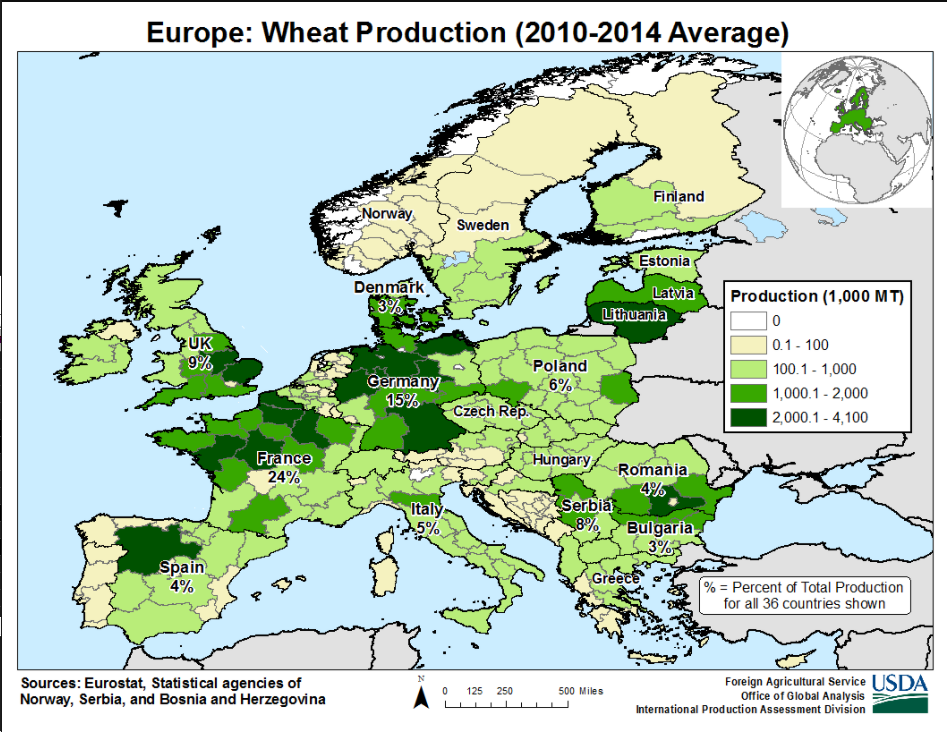 Europe: Wheat Production (2010-2014 Average)
Norway
Sweden
Finland
Estonia
Latvia
Lithuania
Denmark
3%
UK
9%
Germany
15%
Poland
6%
Czech Rep.
France
24%
Hungary
Romania
4%
Italy
5%
Serbia
8%
Bulgaria
3%
Spain
4%
Greece
Production (1,000 MT)
0
0.1 - 100
100.1 - 1,000
1,000.1 - 2,000
2,000.1 - 4,100
% = Percent of Total Production
for all 36 countries shown
Sources: Eurostat, Statistical agencies of
Norway, Serbia, and Bosnia and Herzegovina
N
0 125 250 500 Miles
Foreign Agricultural Service
Office of Global Analysis
International Production Assessment Division
USDA